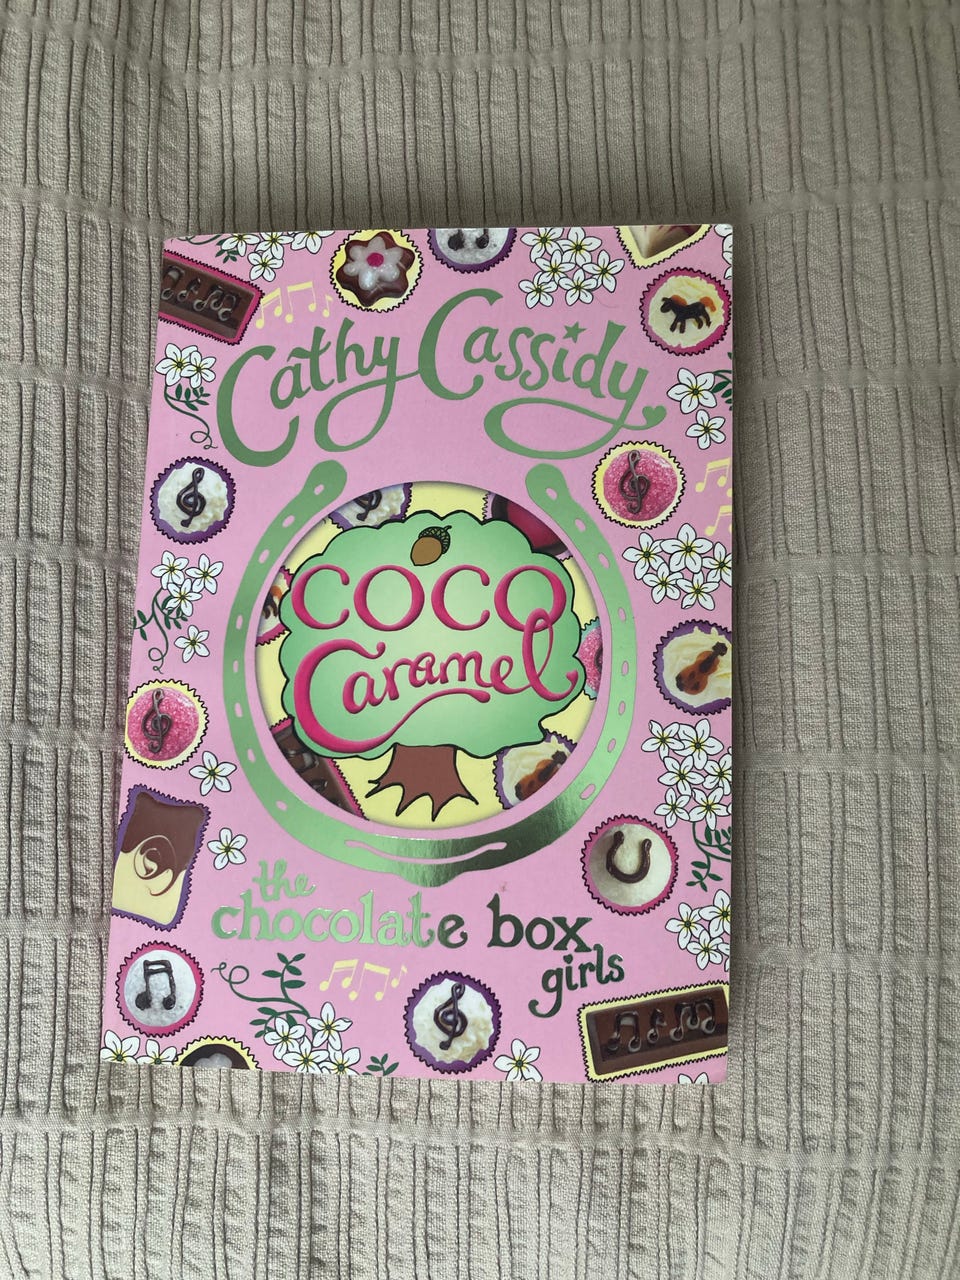 Cathy Cassidy
COCO
Caramel
the
chocolate box
girls